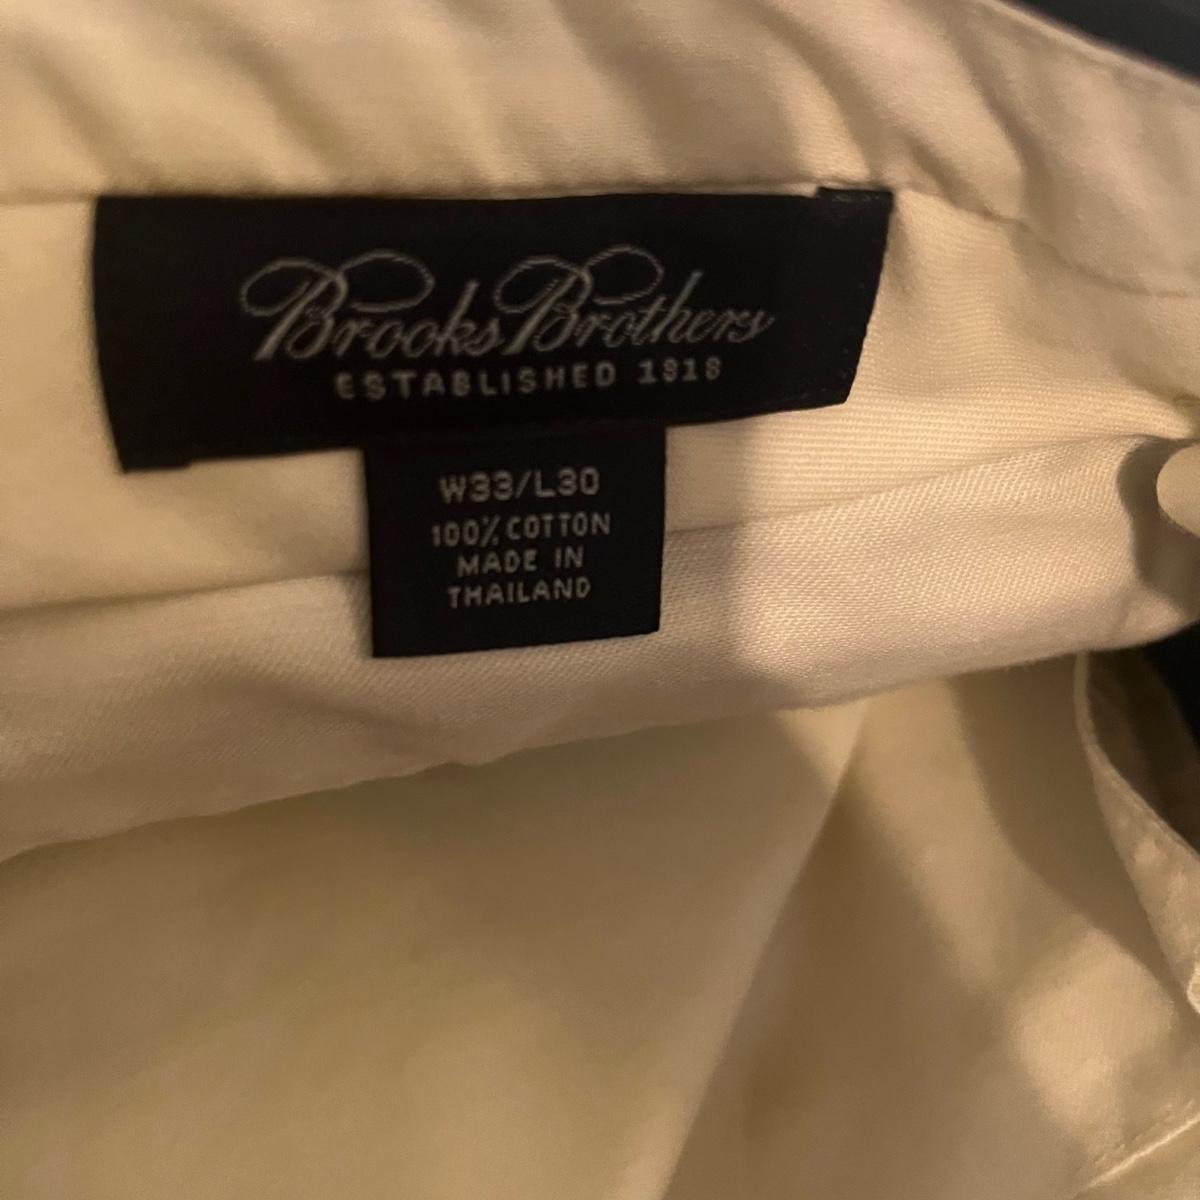 Brooks Brothers
ESTABLISHED 1818
W33/L30
100% COTTON
MADE IN
THAILAND